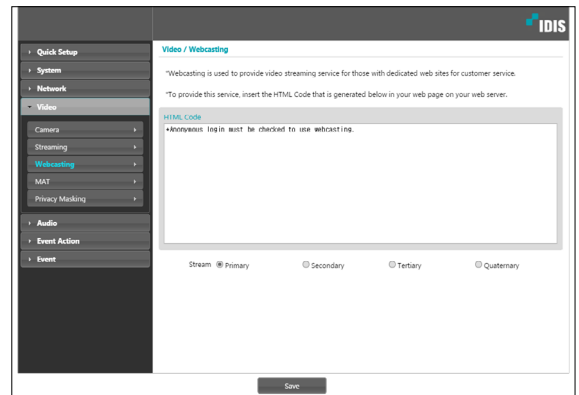 IDIS
Quick Setup
System
Network
Video
Camera
Streaming
Webcasting
MAT
Privacy Masking
Audio
Event Action
Event
Video / Webcasting
"Webcasting is used to provide video streaming service for those with dedicated web sites for customer service.
"To provide this service, insert the HTML Code that is generated below in your web page on your web server.
HTML Code
*Anonymous login must be checked to use webcasting.
Stream Primary Secondary Tertiary Quaternary
Save